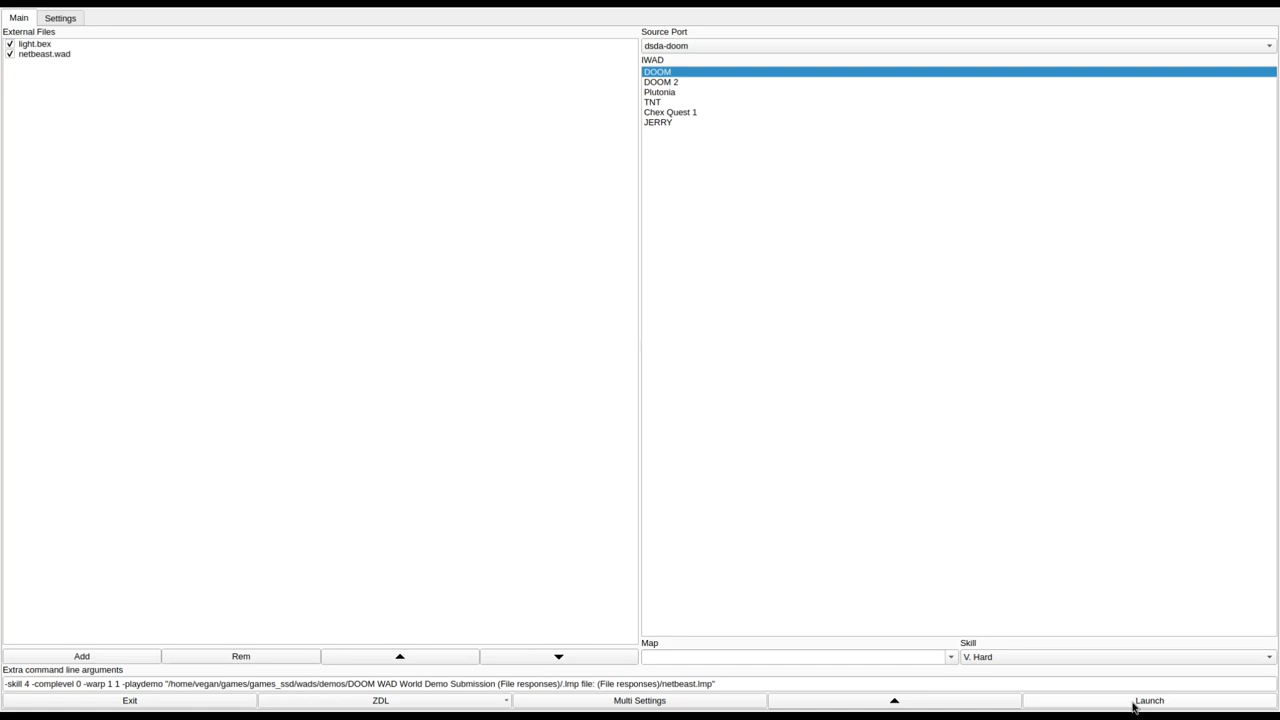 Main Settings
External Files
light.bex
netbeast.wad
Source Port
dsda-doom
IWAD
DOOM
DOOM 2
Plutonia
TNT
Chex Quest 1
JERRY
Map Skill
V. Hard
Add Rem
Extra command line arguments
-skill 4 -complevel 0 -warp 1 1 -playdemo "/home/vegan/games/games_ssd/wads/demos/DOOM WAD World Demo Submission (File responses)/.lmp file: (File responses)/netbeast.lmp"
Exit ZDL Multi Settings Launch